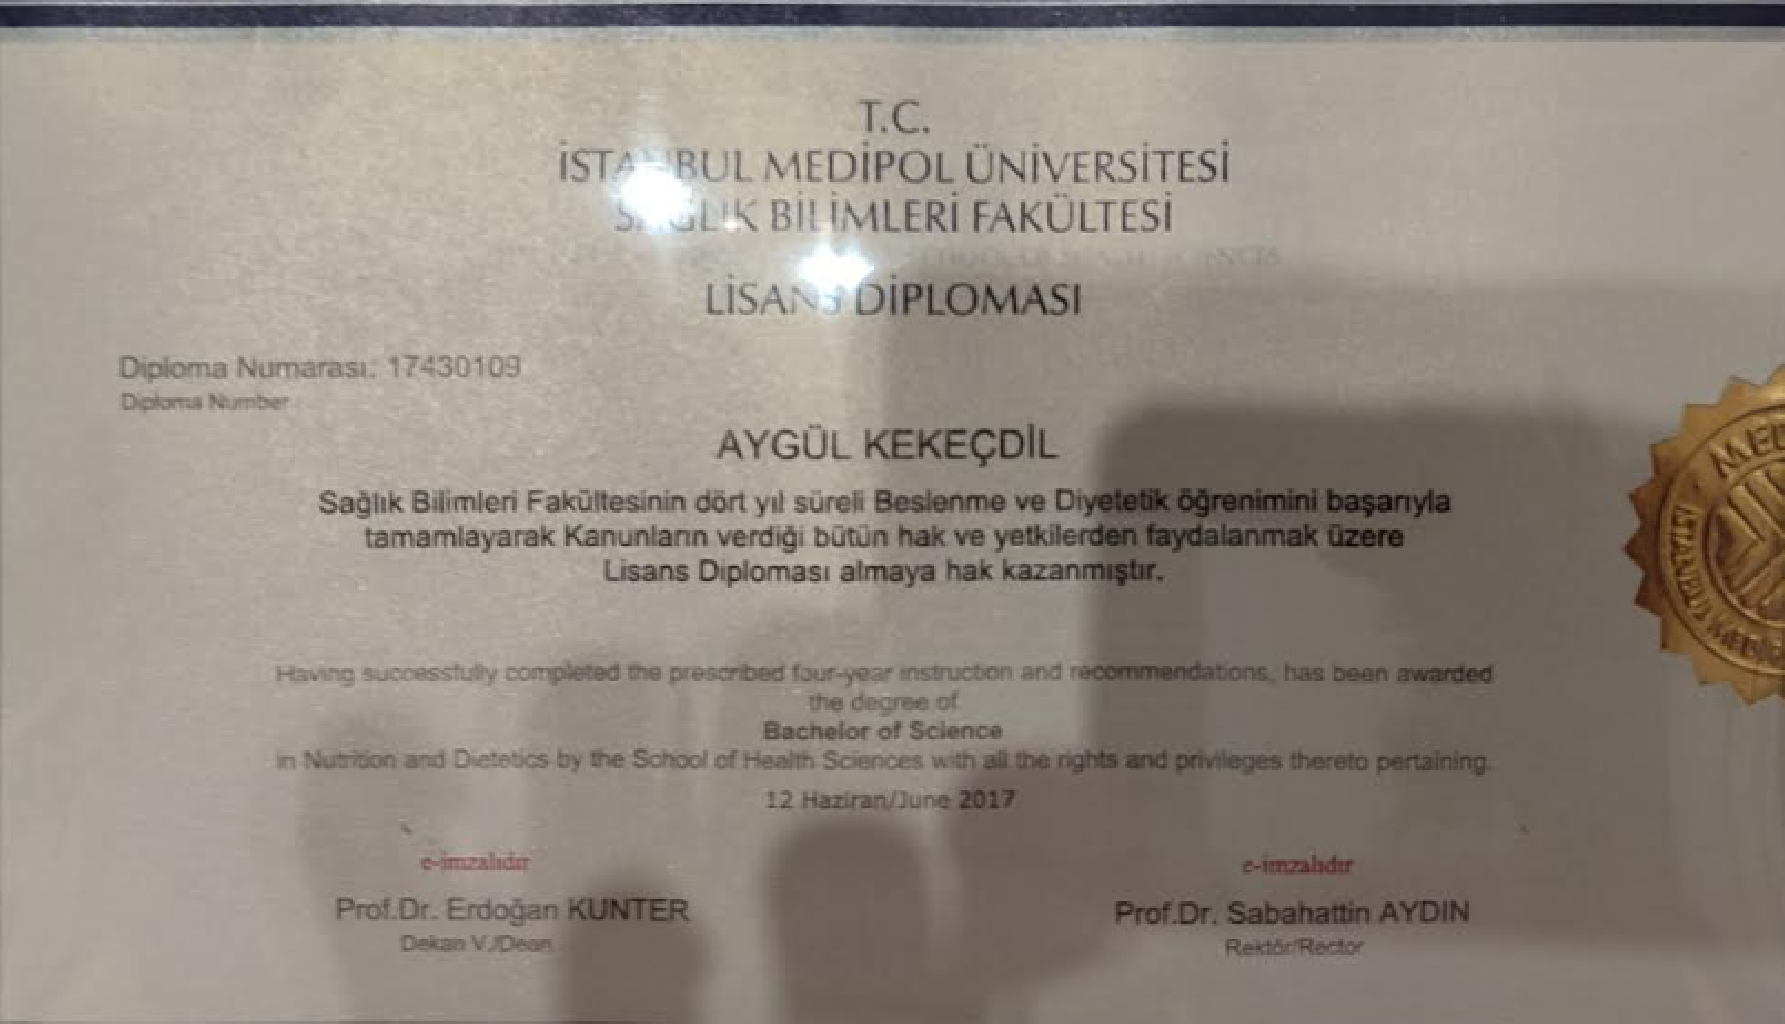 T.C.
İSTANBUL MEDİPOL ÜNİVERSİTESİ
SAĞLIK BİLİMLERİ FAKÜLTESİ
LİSANS DİPLOMASI
Diploma Numarası: 17430109
Diploma Number
AYGÜL KEKEÇDİL
Sağlık Bilimleri Fakültesinin dört yıl süreli Beslenme ve Diyetetik öğrenimini başarıyla
tamamlayarak Kanunların verdiği bütün hak ve yetkilerden faydalanmak üzere
Lisans Diploması almaya hak kazanmıştır.
Having successfully completed the prescribed four-year instruction and recommendations, has been awarded
the degree of
Bachelor of Science
in Nutrition and Dietetics by the School of Health Sciences with all the rights and privileges thereto pertaining.
12 Haziran/June 2017
e-imzalıdır
e-imzalıdır
Prof.Dr. Erdoğan KUNTER
Prof.Dr. Sabahattin AYDIN
Dekan V./Dean
Rektör/Rector